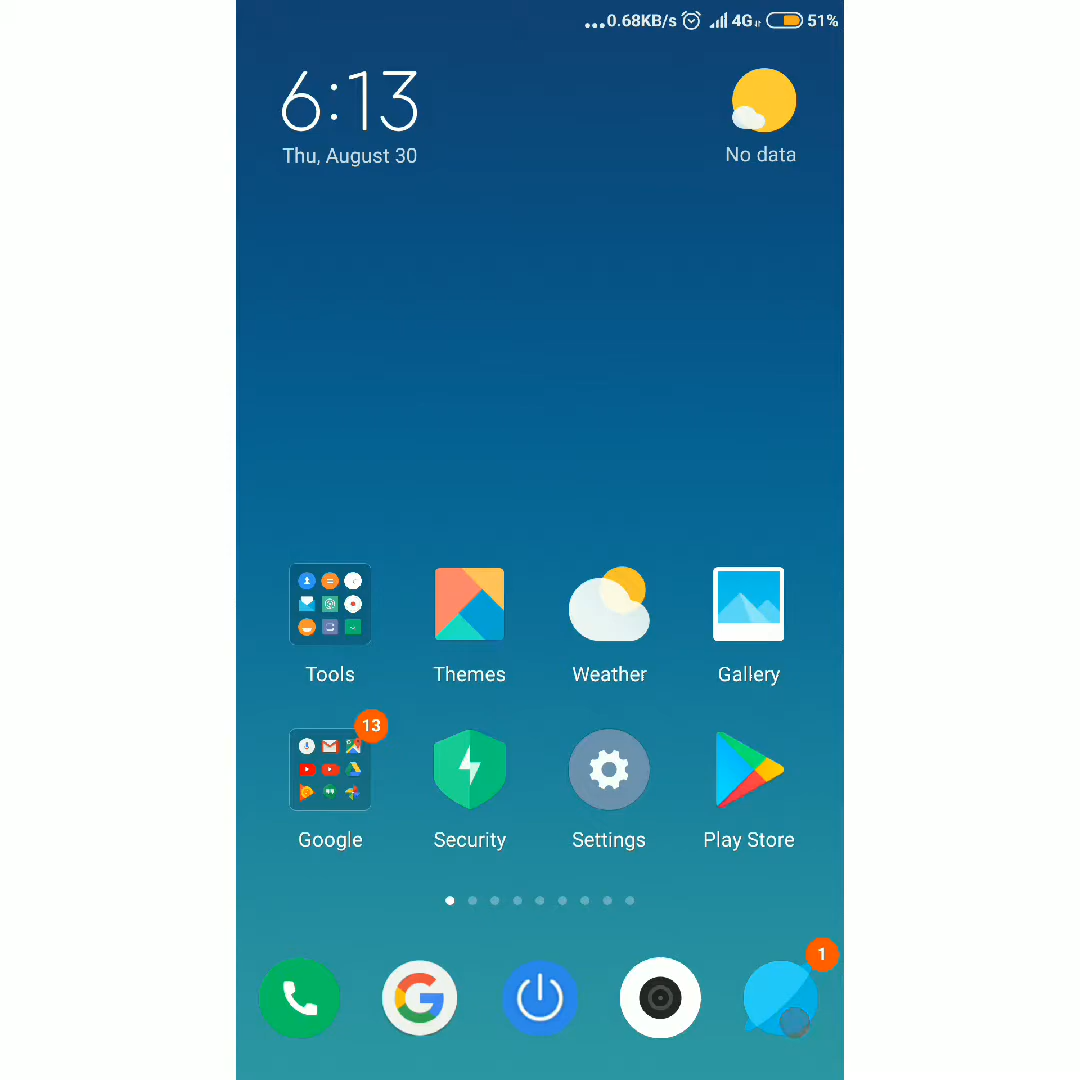 ...0.68KB/s 4G 51%
6:13
Thu, August 30
No data
Tools Themes Weather Gallery
13
Google Security Settings Play Store
1